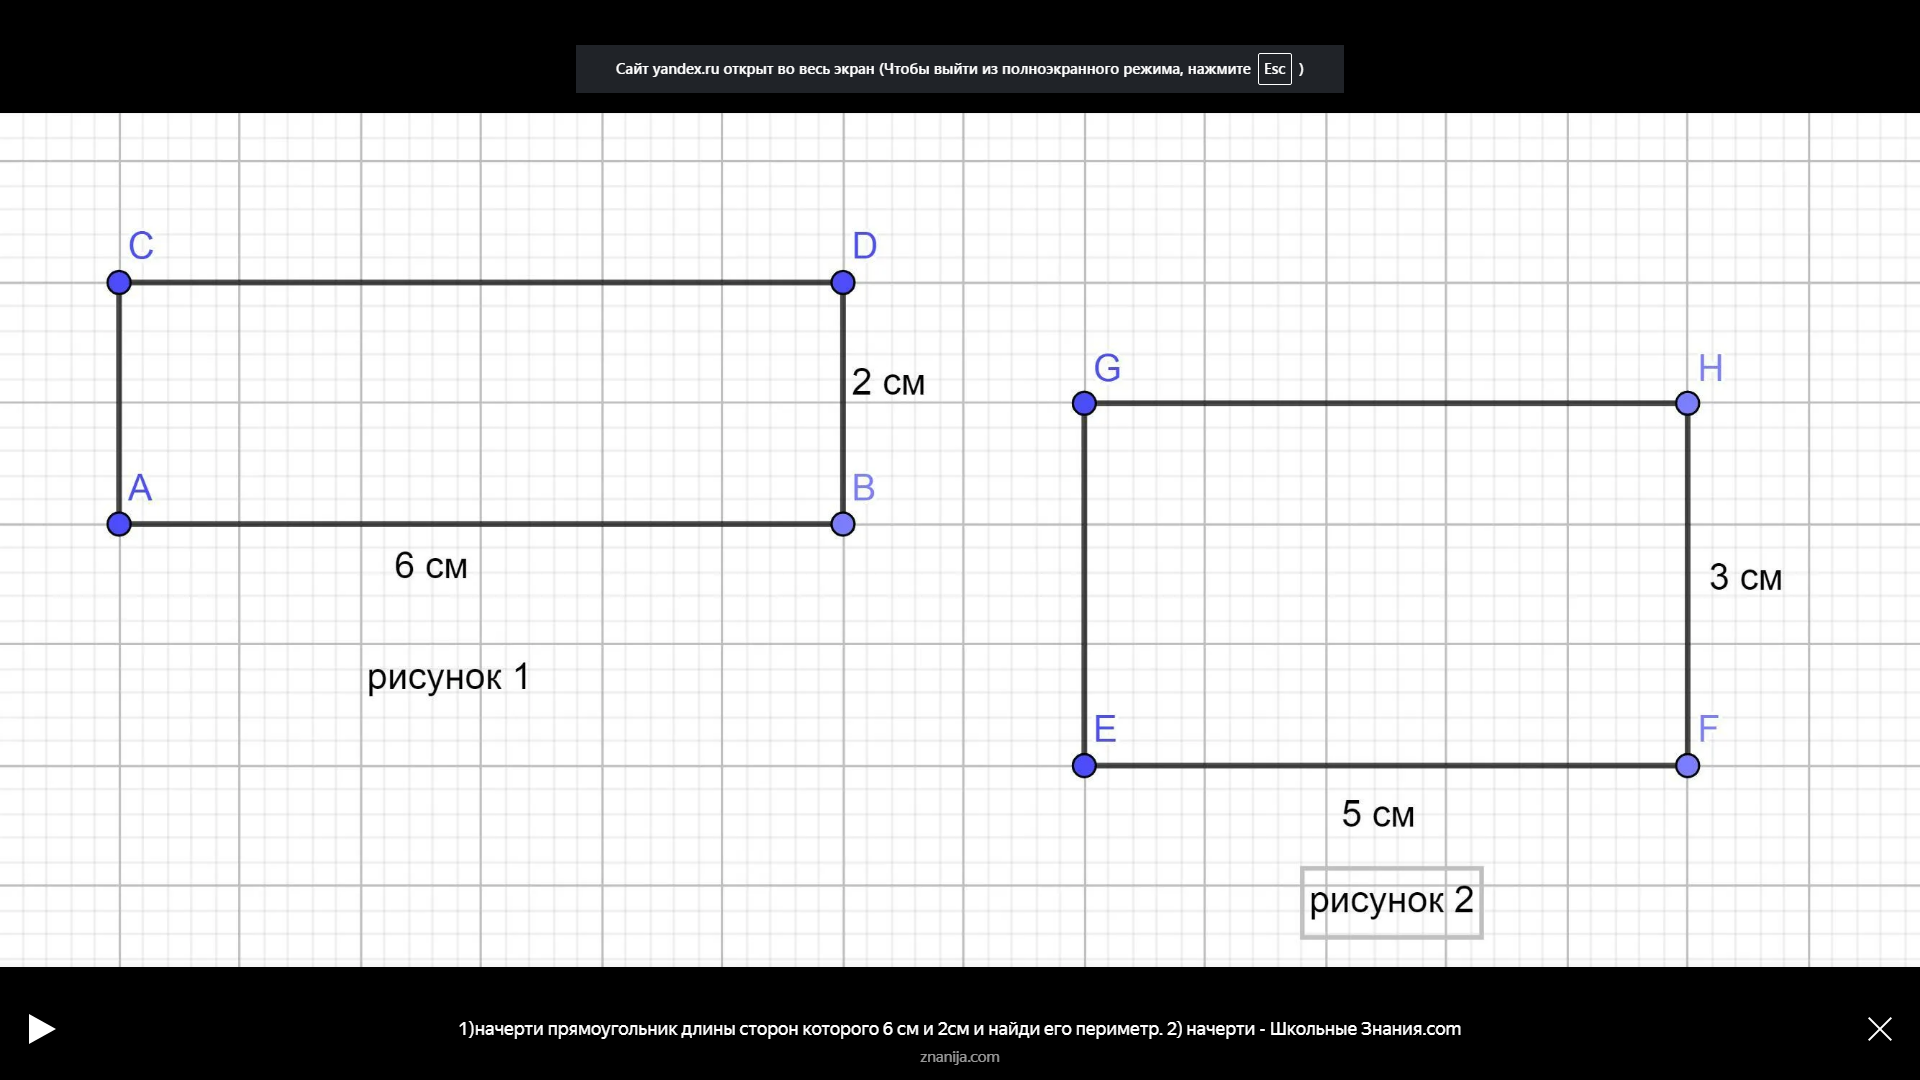 Сайт yandex.ru открыт во весь экран (Чтобы выйти из полноэкранного режима, нажмите Esc )
C
D
2 см
A
B
6 см
рисунок 1
G
H
3 см
E
F
5 см
рисунок 2
1)начерти прямоугольник длины сторон которого 6 см и 2см и найди его периметр. 2) начерти - Школьные Знания.com
znanija.com